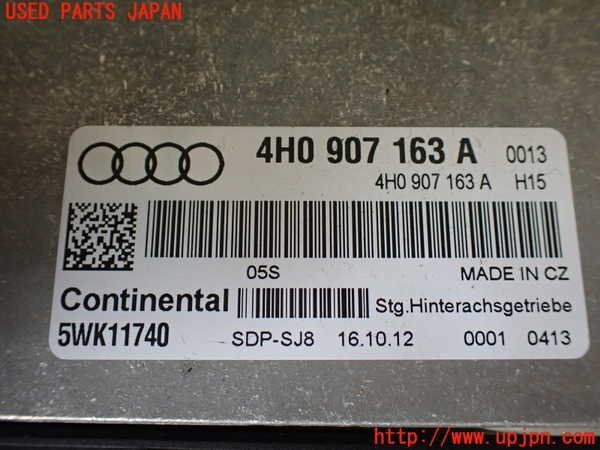 USED PARTS JAPAN
4H0 907 163 A 0013
4H0 907 163 A H15
05S MADE IN CZ
Continental Stg.Hinterachsgetriebe
5WK11740 SDP-SJ8 16.10.12 0001 0413
http://www.upjpn.com/